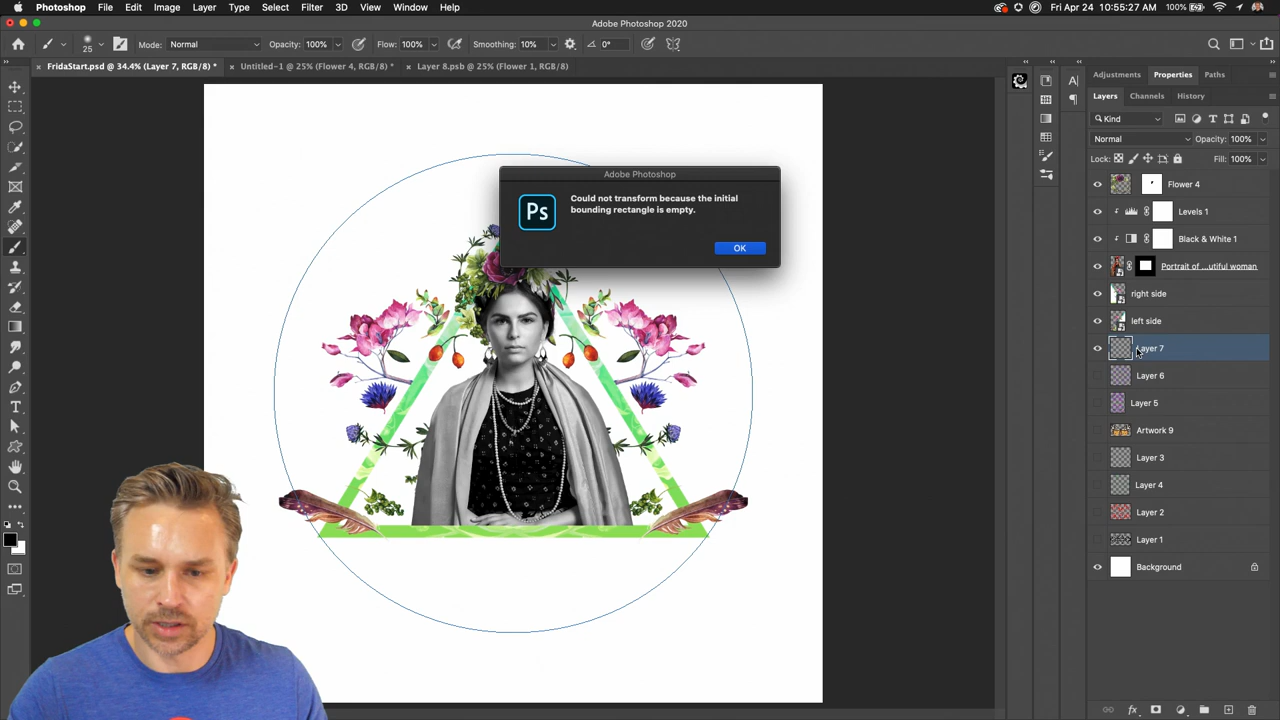 Photoshop File Edit Image Layer Type Select Filter 3D View Window Help 100% Fri Apr 24 10:55:27 AM
Adobe Photoshop 2020
25 Mode: Normal Opacity: 100% Flow: 100% Smoothing: 10% 0°
FridaStart.psd @ 34.4% (Layer 7, RGB/8) * Untitled-1 @ 25% (Flower 4, RGB/8) * Layer 8.psb @ 25% (Flower 1, RGB/8)
Adjustments Properties Paths
Layers Channels History
Kind
Normal Opacity: 100%
Lock: Fill: 100%
Adobe Photoshop
Ps
Could not transform because the initial
bounding rectangle is empty.
OK
Flower 4
Levels 1
Black & White 1
Portrait of ...utiful woman
right side
left side
Layer 7
Layer 6
Layer 5
Artwork 9
Layer 3
Layer 4
Layer 2
Layer 1
Background